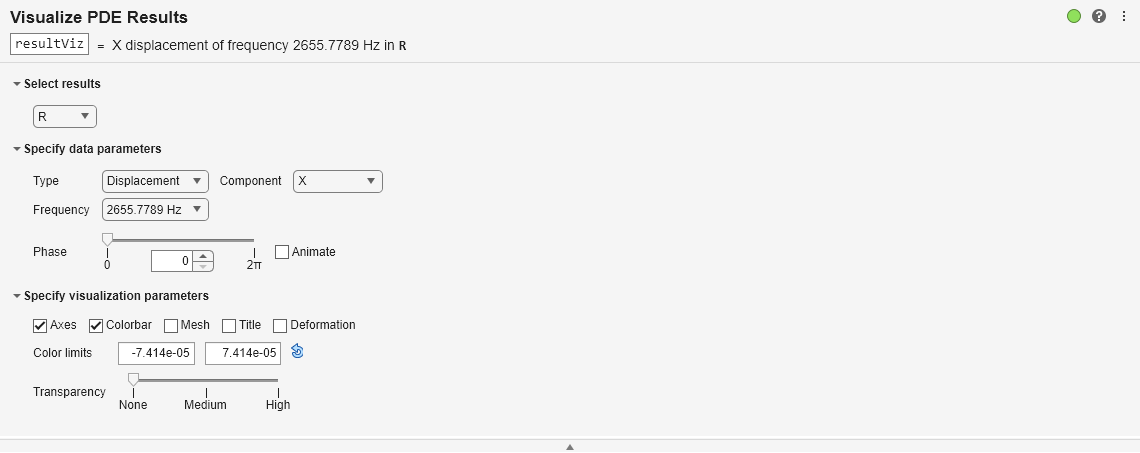 Visualize PDE Results
resultViz = X displacement of frequency 2655.7789 Hz in R
Select results
R
Specify data parameters
Type Displacement Component X
Frequency 2655.7789 Hz
Phase 0 0 2π Animate
Specify visualization parameters
Axes Colorbar Mesh Title Deformation
Color limits -7.414e-05 7.414e-05
Transparency
None Medium High